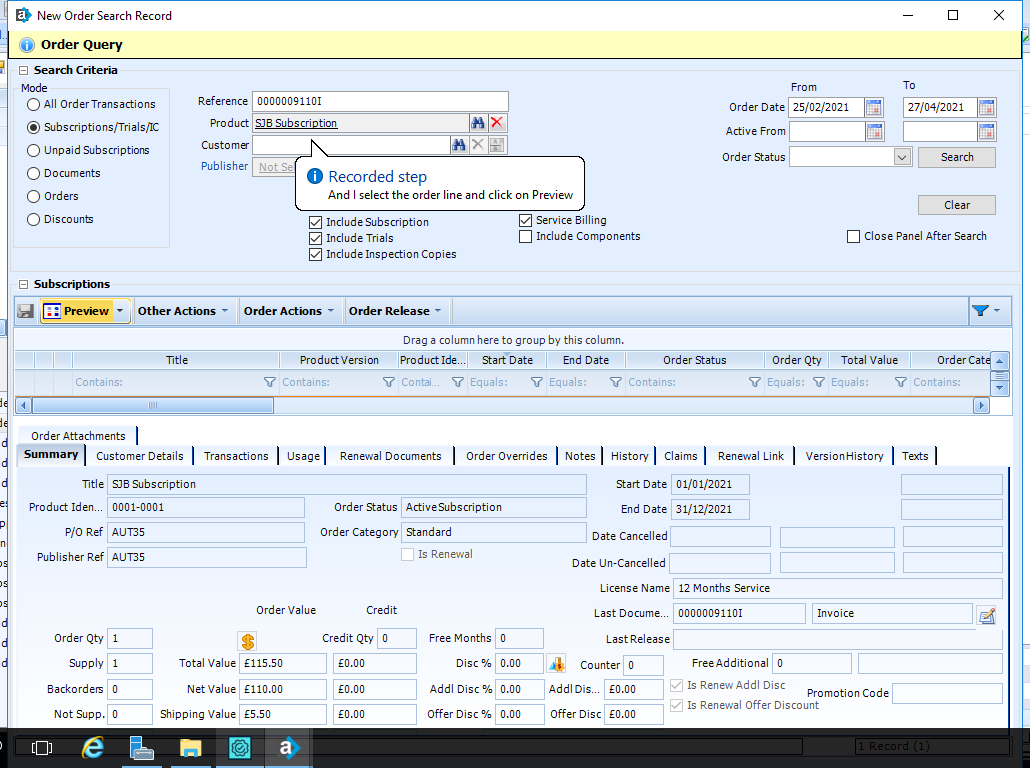 New Order Search Record
Order Query
Search Criteria
Mode
All Order Transactions
Subscriptions/Trials/IC
Unpaid Subscriptions
Documents
Orders
Discounts
Reference 0000009110I
Product SJB Subscription
Customer
Publisher Not Se
From To
Order Date 25/02/2021 27/04/2021
Active From
Order Status Search
Clear
Close Panel After Search
Recorded step
And I select the order line and click on Preview
Include Subscription
Include Trials
Include Inspection Copies
Service Billing
Include Components
Subscriptions
Preview Other Actions Order Actions Order Release
Drag a column here to group by this column.
Title Product Version Product Ide... Start Date End Date Order Status Order Qty Total Value Order Cate
Contains: Contains: Contai... Equals: Equals: Contains: Equals: Equals: Contains:
Order Attachments
Summary Customer Details Transactions Usage Renewal Documents Order Overrides Notes History Claims Renewal Link Version History Texts
Title SJB Subscription Start Date 01/01/2021
Product Iden... 0001-0001 Order Status Active Subscription End Date 31/12/2021
P/O Ref AUT35 Order Category Standard Date Cancelled
Publisher Ref AUT35 Is Renewal Date Un-Cancelled
License Name 12 Months Service
Order Value Credit Last Docume... 0000009110I Invoice
Order Qty 1 Credit Qty 0 Free Months 0 Last Release
Supply 1 Total Value £115.50 £0.00 Disc % 0.00 Counter 0 Free Additional 0
Backorders 0 Net Value £110.00 £0.00 Addl Disc % 0.00 Addl Dis... £0.00 Is Renew Addl Disc Promotion Code
Not Supp. 0 Shipping Value £5.50 £0.00 Offer Disc % 0.00 Offer Disc £0.00 Is Renewal Offer Discount
1 Record (1)